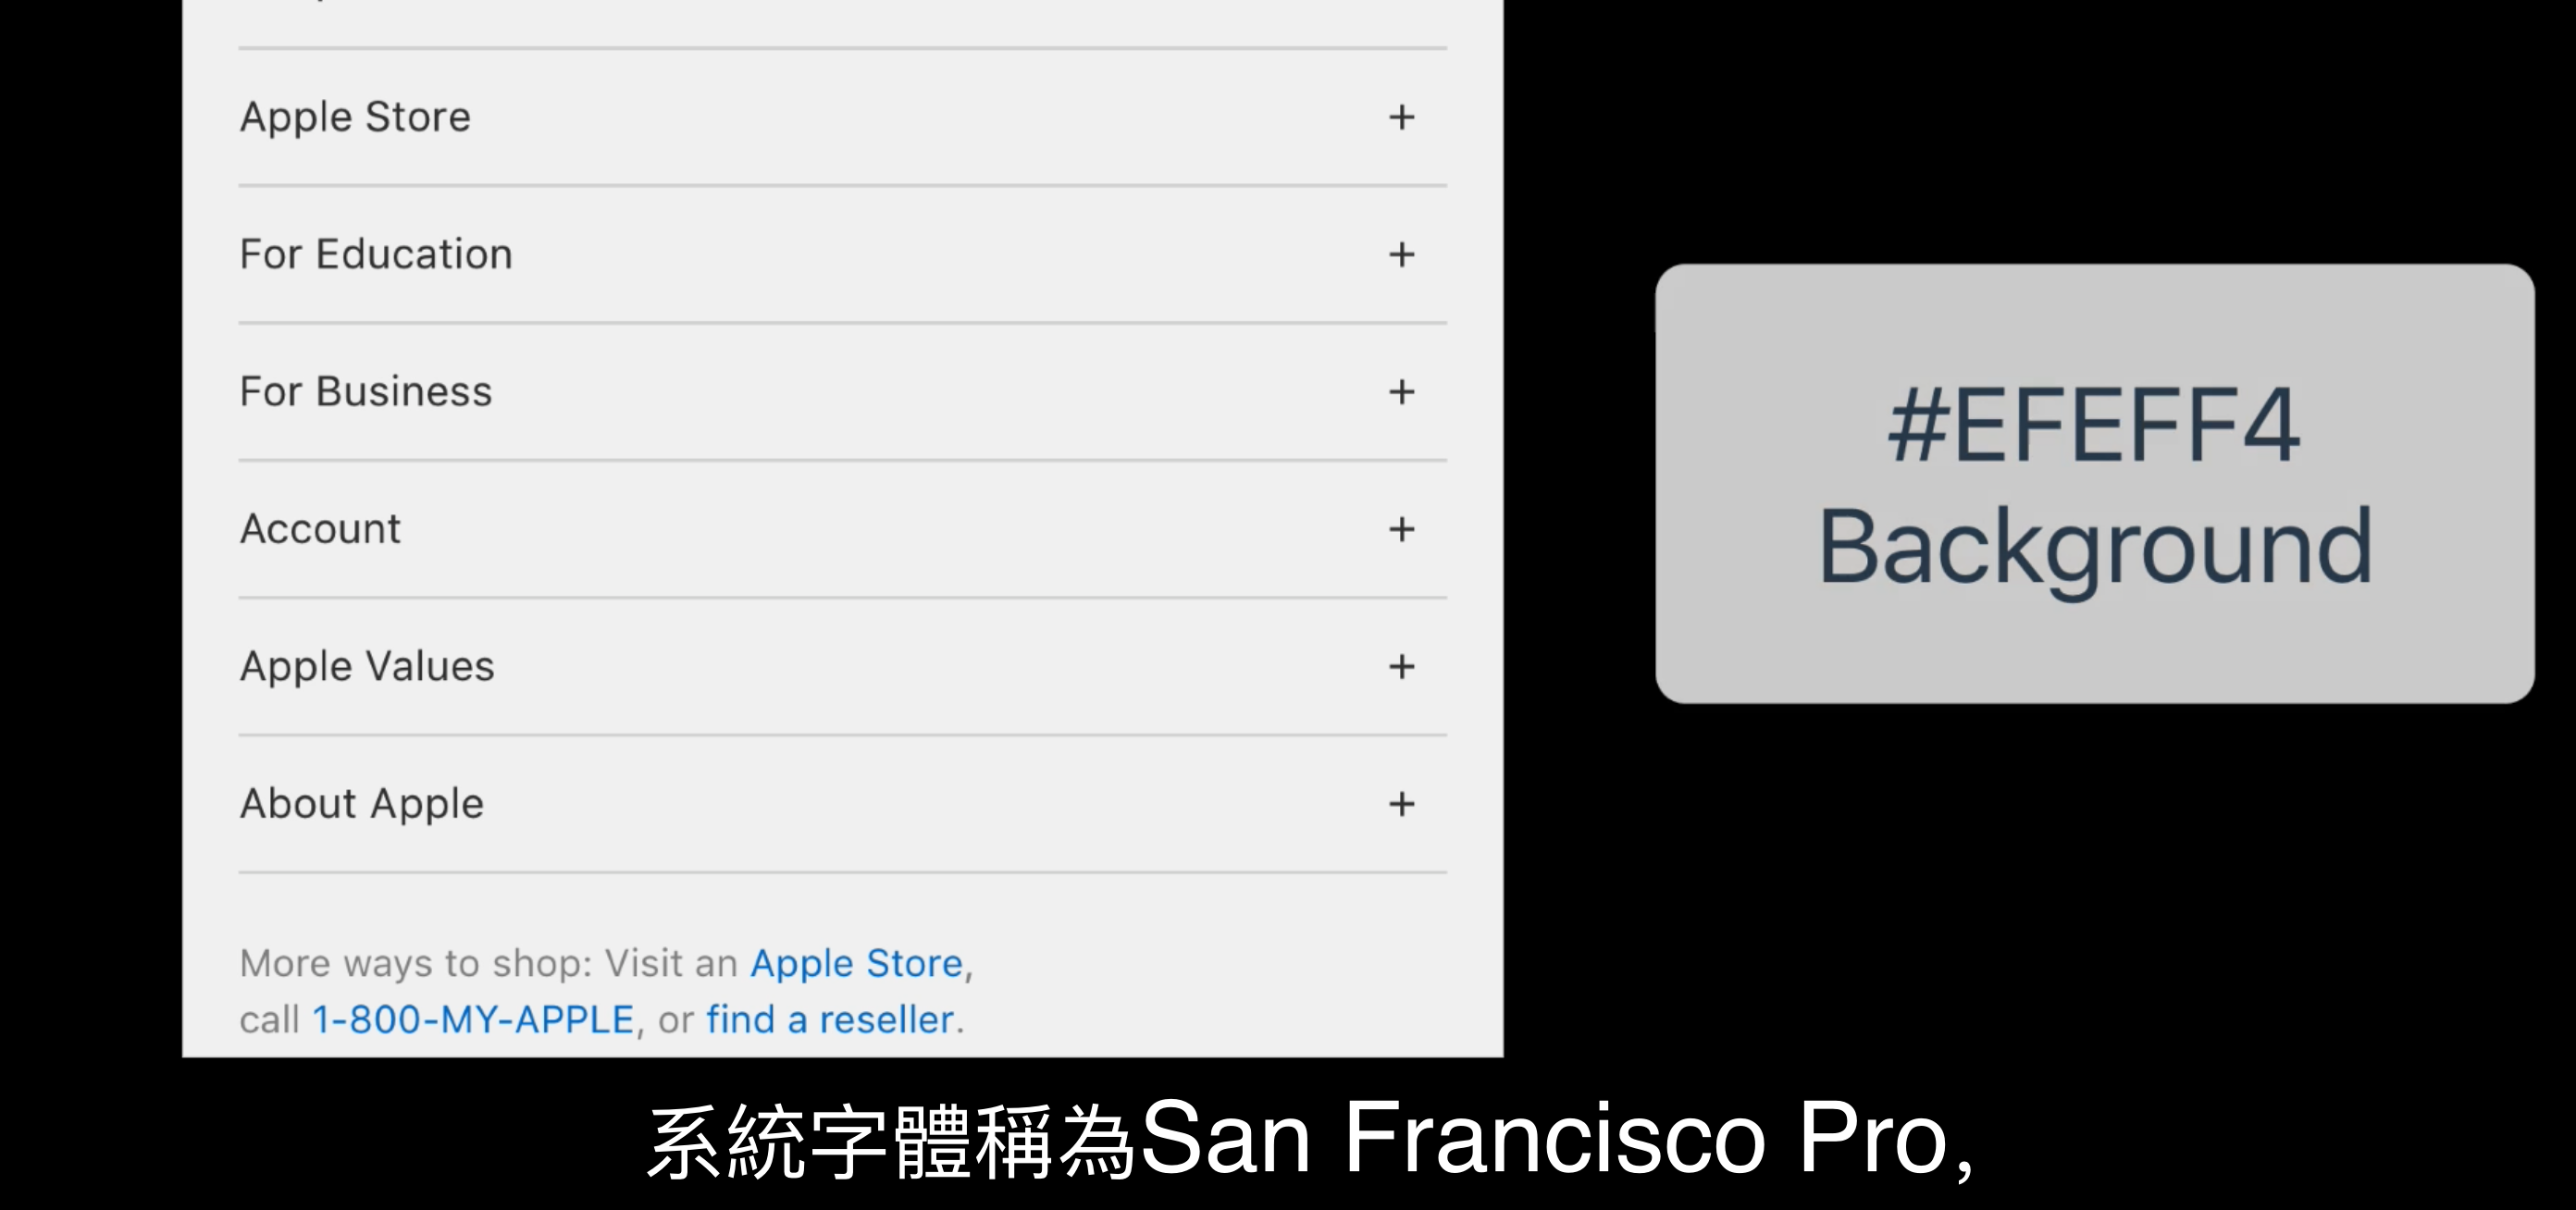 Apple Store +
For Education +
For Business +
Account +
Apple Values +
About Apple +
More ways to shop: Visit an Apple Store,
call 1-800-MY-APPLE, or find a reseller.
#EFEFF4
Background
系統字體稱為San Francisco Pro,